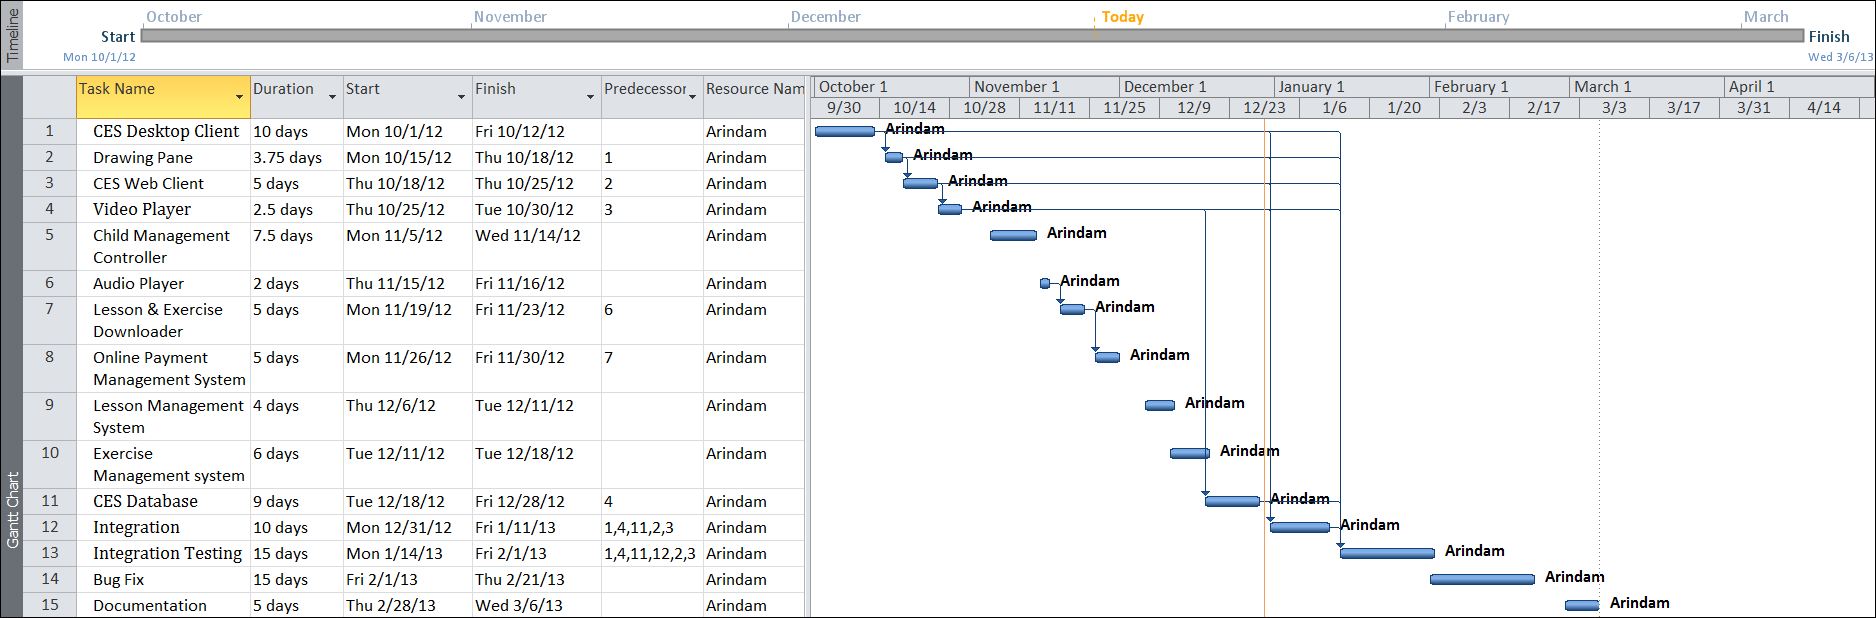 Timeline
October November December Today February March
Start Finish
Mon 10/1/12 Wed 3/6/13
Gantt Chart
Task Name Duration Start Finish Predecessor Resource Nam
October 1 November 1 December 1 January 1 February 1 March 1 April 1
9/30 10/14 10/28 11/11 11/25 12/9 12/23 1/6 1/20 2/3 2/17 3/3 3/17 3/31 4/14
1 CES Desktop Client 10 days Mon 10/1/12 Fri 10/12/12 Arindam Arindam
2 Drawing Pane 3.75 days Mon 10/15/12 Thu 10/18/12 1 Arindam Arindam
3 CES Web Client 5 days Thu 10/18/12 Thu 10/25/12 2 Arindam Arindam
4 Video Player 2.5 days Thu 10/25/12 Tue 10/30/12 3 Arindam Arindam
5 Child Management 7.5 days Mon 11/5/12 Wed 11/14/12 Arindam Arindam
Controller
6 Audio Player 2 days Thu 11/15/12 Fri 11/16/12 Arindam Arindam
7 Lesson & Exercise 5 days Mon 11/19/12 Fri 11/23/12 6 Arindam Arindam
Downloader
8 Online Payment 5 days Mon 11/26/12 Fri 11/30/12 7 Arindam Arindam
Management System
9 Lesson Management 4 days Thu 12/6/12 Tue 12/11/12 Arindam Arindam
System
10 Exercise 6 days Tue 12/11/12 Tue 12/18/12 Arindam Arindam
Management system
11 CES Database 9 days Tue 12/18/12 Fri 12/28/12 4 Arindam Arindam
12 Integration 10 days Mon 12/31/12 Fri 1/11/13 1,4,11,2,3 Arindam Arindam
13 Integration Testing 15 days Mon 1/14/13 Fri 2/1/13 1,4,11,12,2,3 Arindam Arindam
14 Bug Fix 15 days Fri 2/1/13 Thu 2/21/13 Arindam Arindam
15 Documentation 5 days Thu 2/28/13 Wed 3/6/13 Arindam Arindam